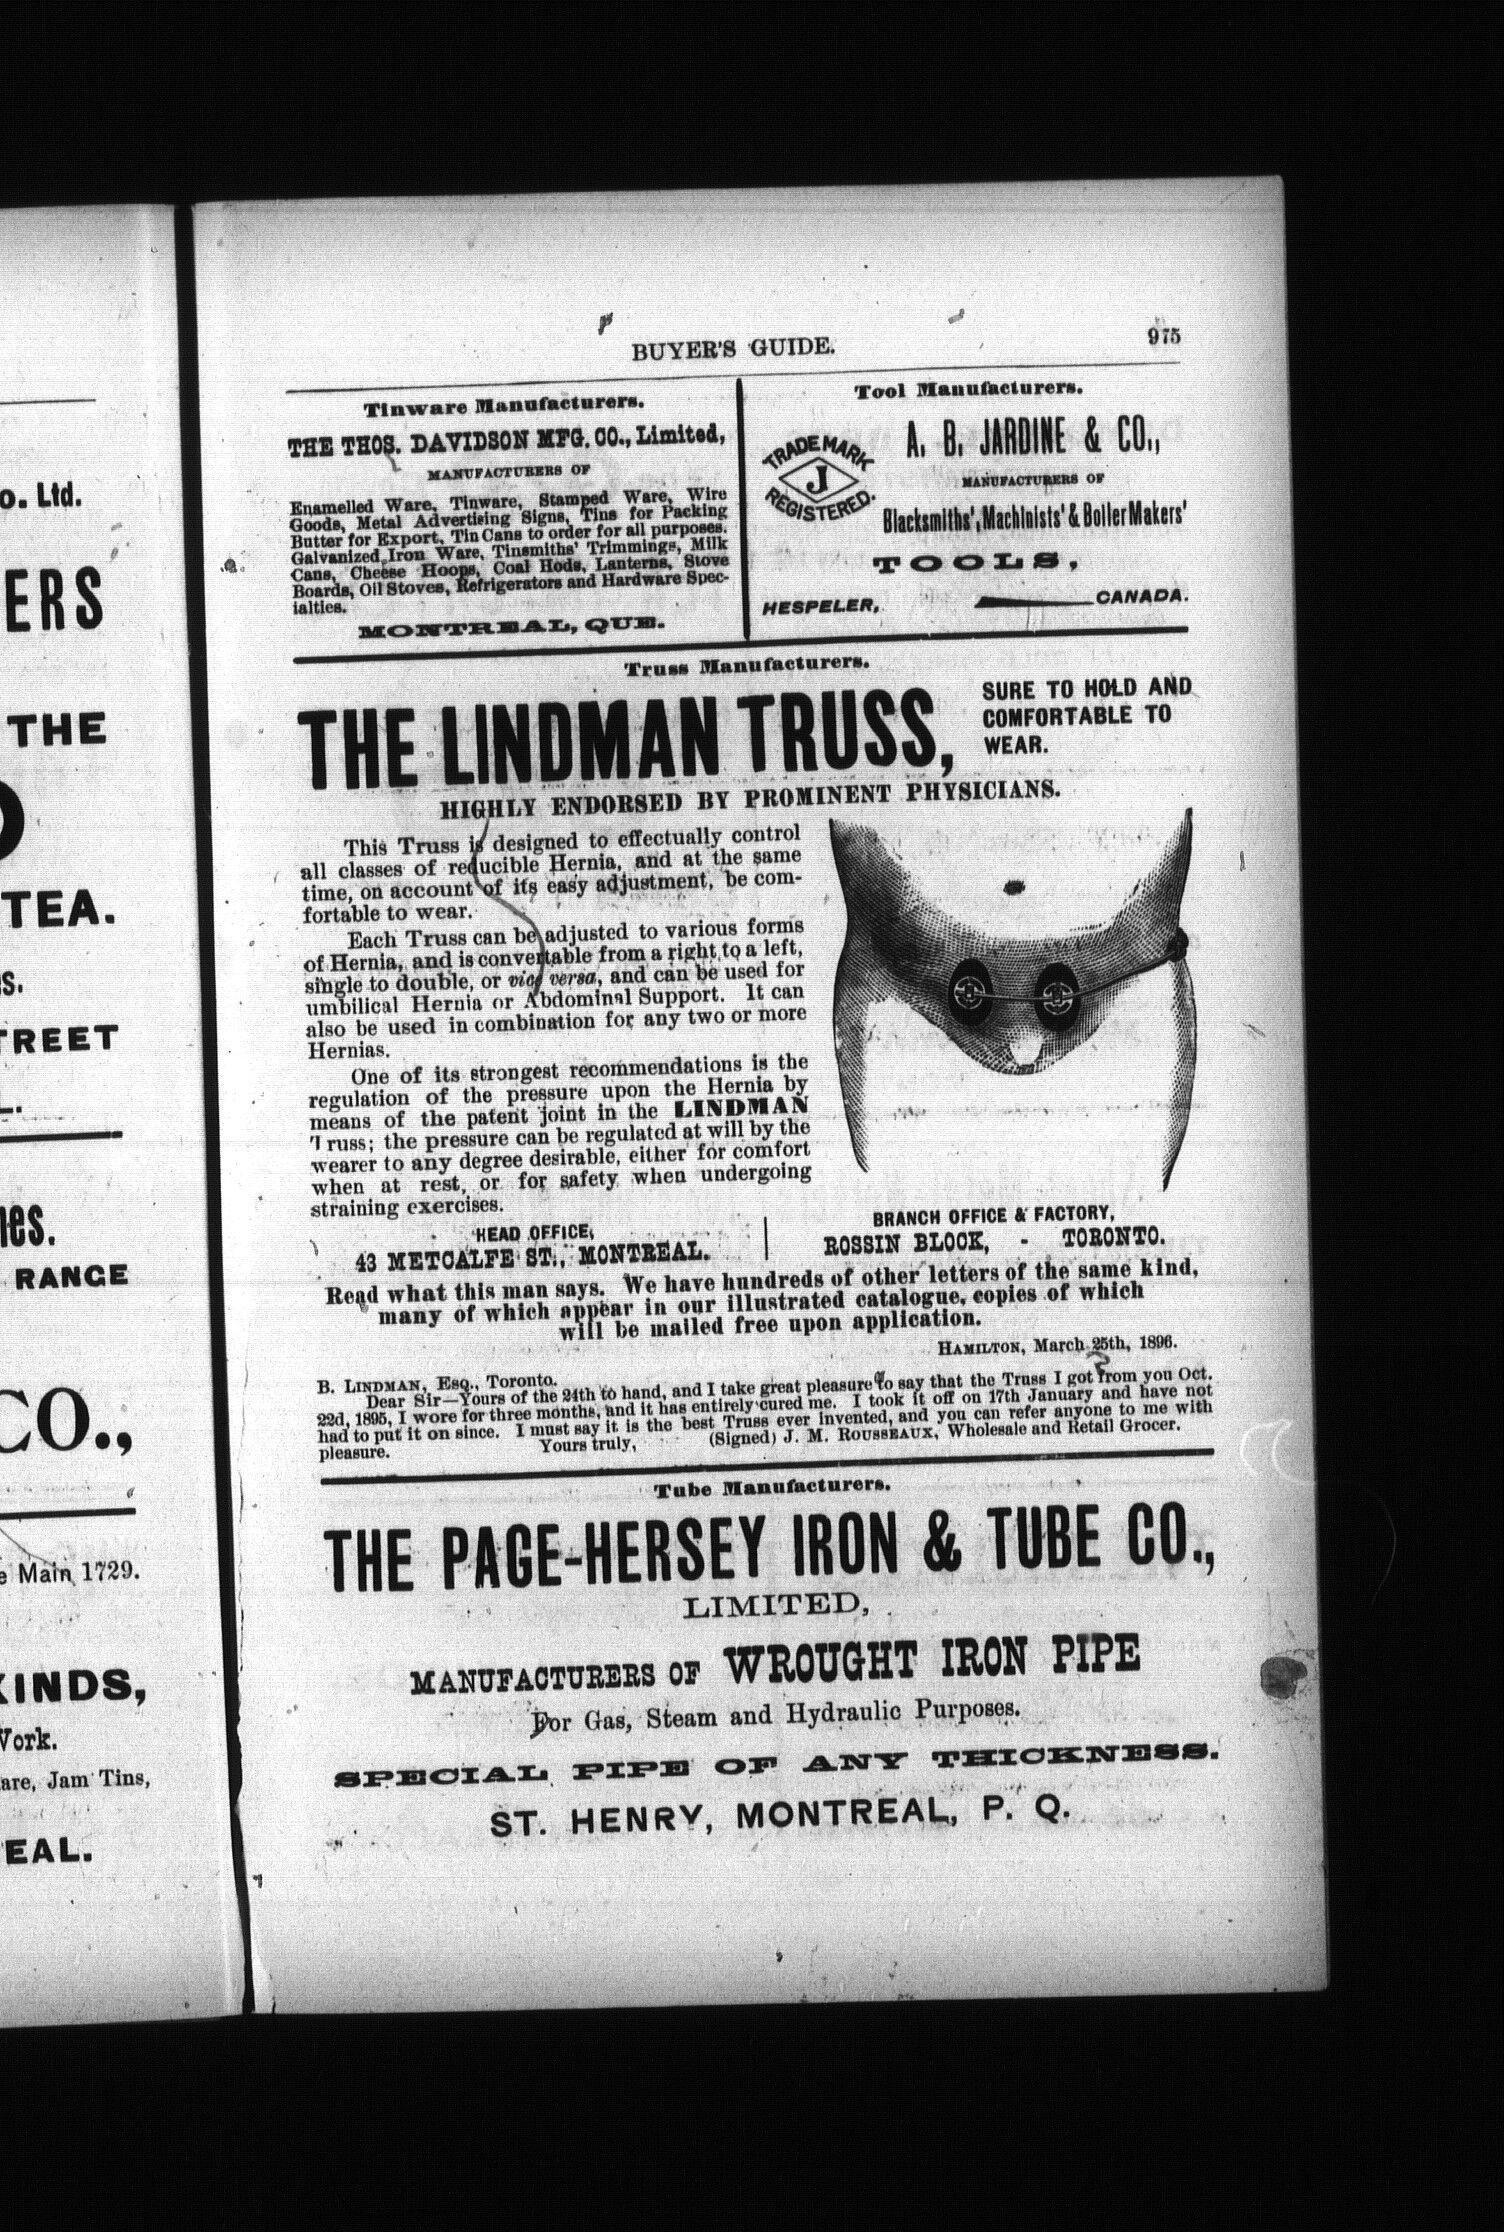 o. Ltd.
ERS
THE
TEA.
s.
TREET
L.
nes.
RANGE
CO.,
e Main 1729.
KINDS,
Work.
are, Jam Tins,
EAL.
BUYER'S GUIDE.
975
Tinware Manufacturers.
THE THOS. DAVIDSON MFG. CO., Limited,
MANUFACTURERS OF
Enamelled Ware, Tinware, Stamped Ware, Wire
Goods, Metal Advertising Signs, Tins for Packing
Butter for Export, Tin Cans to order for all purposes.
Galvanized Iron Ware, Tinsmiths' Trimmings, Milk
Cans, Cheese Hoops, Coal Hods, Lanterns, Stove
Boards, Oil Stoves, Refrigerators and Hardware Spec-
ialties.
MONTREAL, QUE.
Tool Manufacturers.
TRADE MARK
J
REGISTERED.
A. B. JARDINE & CO.,
MANUFACTURERS OF
Blacksmiths', Machinists' & Boiler Makers'
TOOLS,
HESPELER, CANADA.
Truss Manufacturers.
THE LINDMAN TRUSS,
SURE TO HOLD AND
COMFORTABLE TO
WEAR.
HIGHLY ENDORSED BY PROMINENT PHYSICIANS.
This Truss is designed to effectually control
all classes of reducible Hernia, and at the same
time, on account of its easy adjustment, be com-
fortable to wear.
Each Truss can be adjusted to various forms
of Hernia, and is convertable from a right to a left,
single to double, or vice versa, and can be used for
umbilical Hernia or Abdominal Support. It can
also be used in combination for any two or more
Hernias.
One of its strongest recommendations is the
regulation of the pressure upon the Hernia by
means of the patent joint in the LINDMAN
Truss; the pressure can be regulated at will by the
wearer to any degree desirable, either for comfort
when at rest, or for safety when undergoing
straining exercises.
HEAD OFFICE,
43 METCALFE ST., MONTREAL.
BRANCH OFFICE & FACTORY,
ROSSIN BLOCK, - TORONTO.
Read what this man says. We have hundreds of other letters of the same kind,
many of which appear in our illustrated catalogue, copies of which
will be mailed free upon application.
HAMILTON, March 25th, 1896.
B. LINDMAN, Esq., Toronto.
Dear Sir—Yours of the 24th to hand, and I take great pleasure to say that the Truss I got from you Oct.
22d, 1895, I wore for three months, and it has entirely cured me. I took it off on 17th January and have not
had to put it on since. I must say it is the best Truss ever invented, and you can refer anyone to me with
pleasure. Yours truly, (Signed) J. M. ROUSSEAUX, Wholesale and Retail Grocer.
Tube Manufacturers.
THE PAGE-HERSEY IRON & TUBE CO.,
LIMITED,
MANUFACTURERS OF WROUGHT IRON PIPE
For Gas, Steam and Hydraulic Purposes.
SPECIAL PIPE OF ANY THICKNESS.
ST. HENRY, MONTREAL, P. Q.